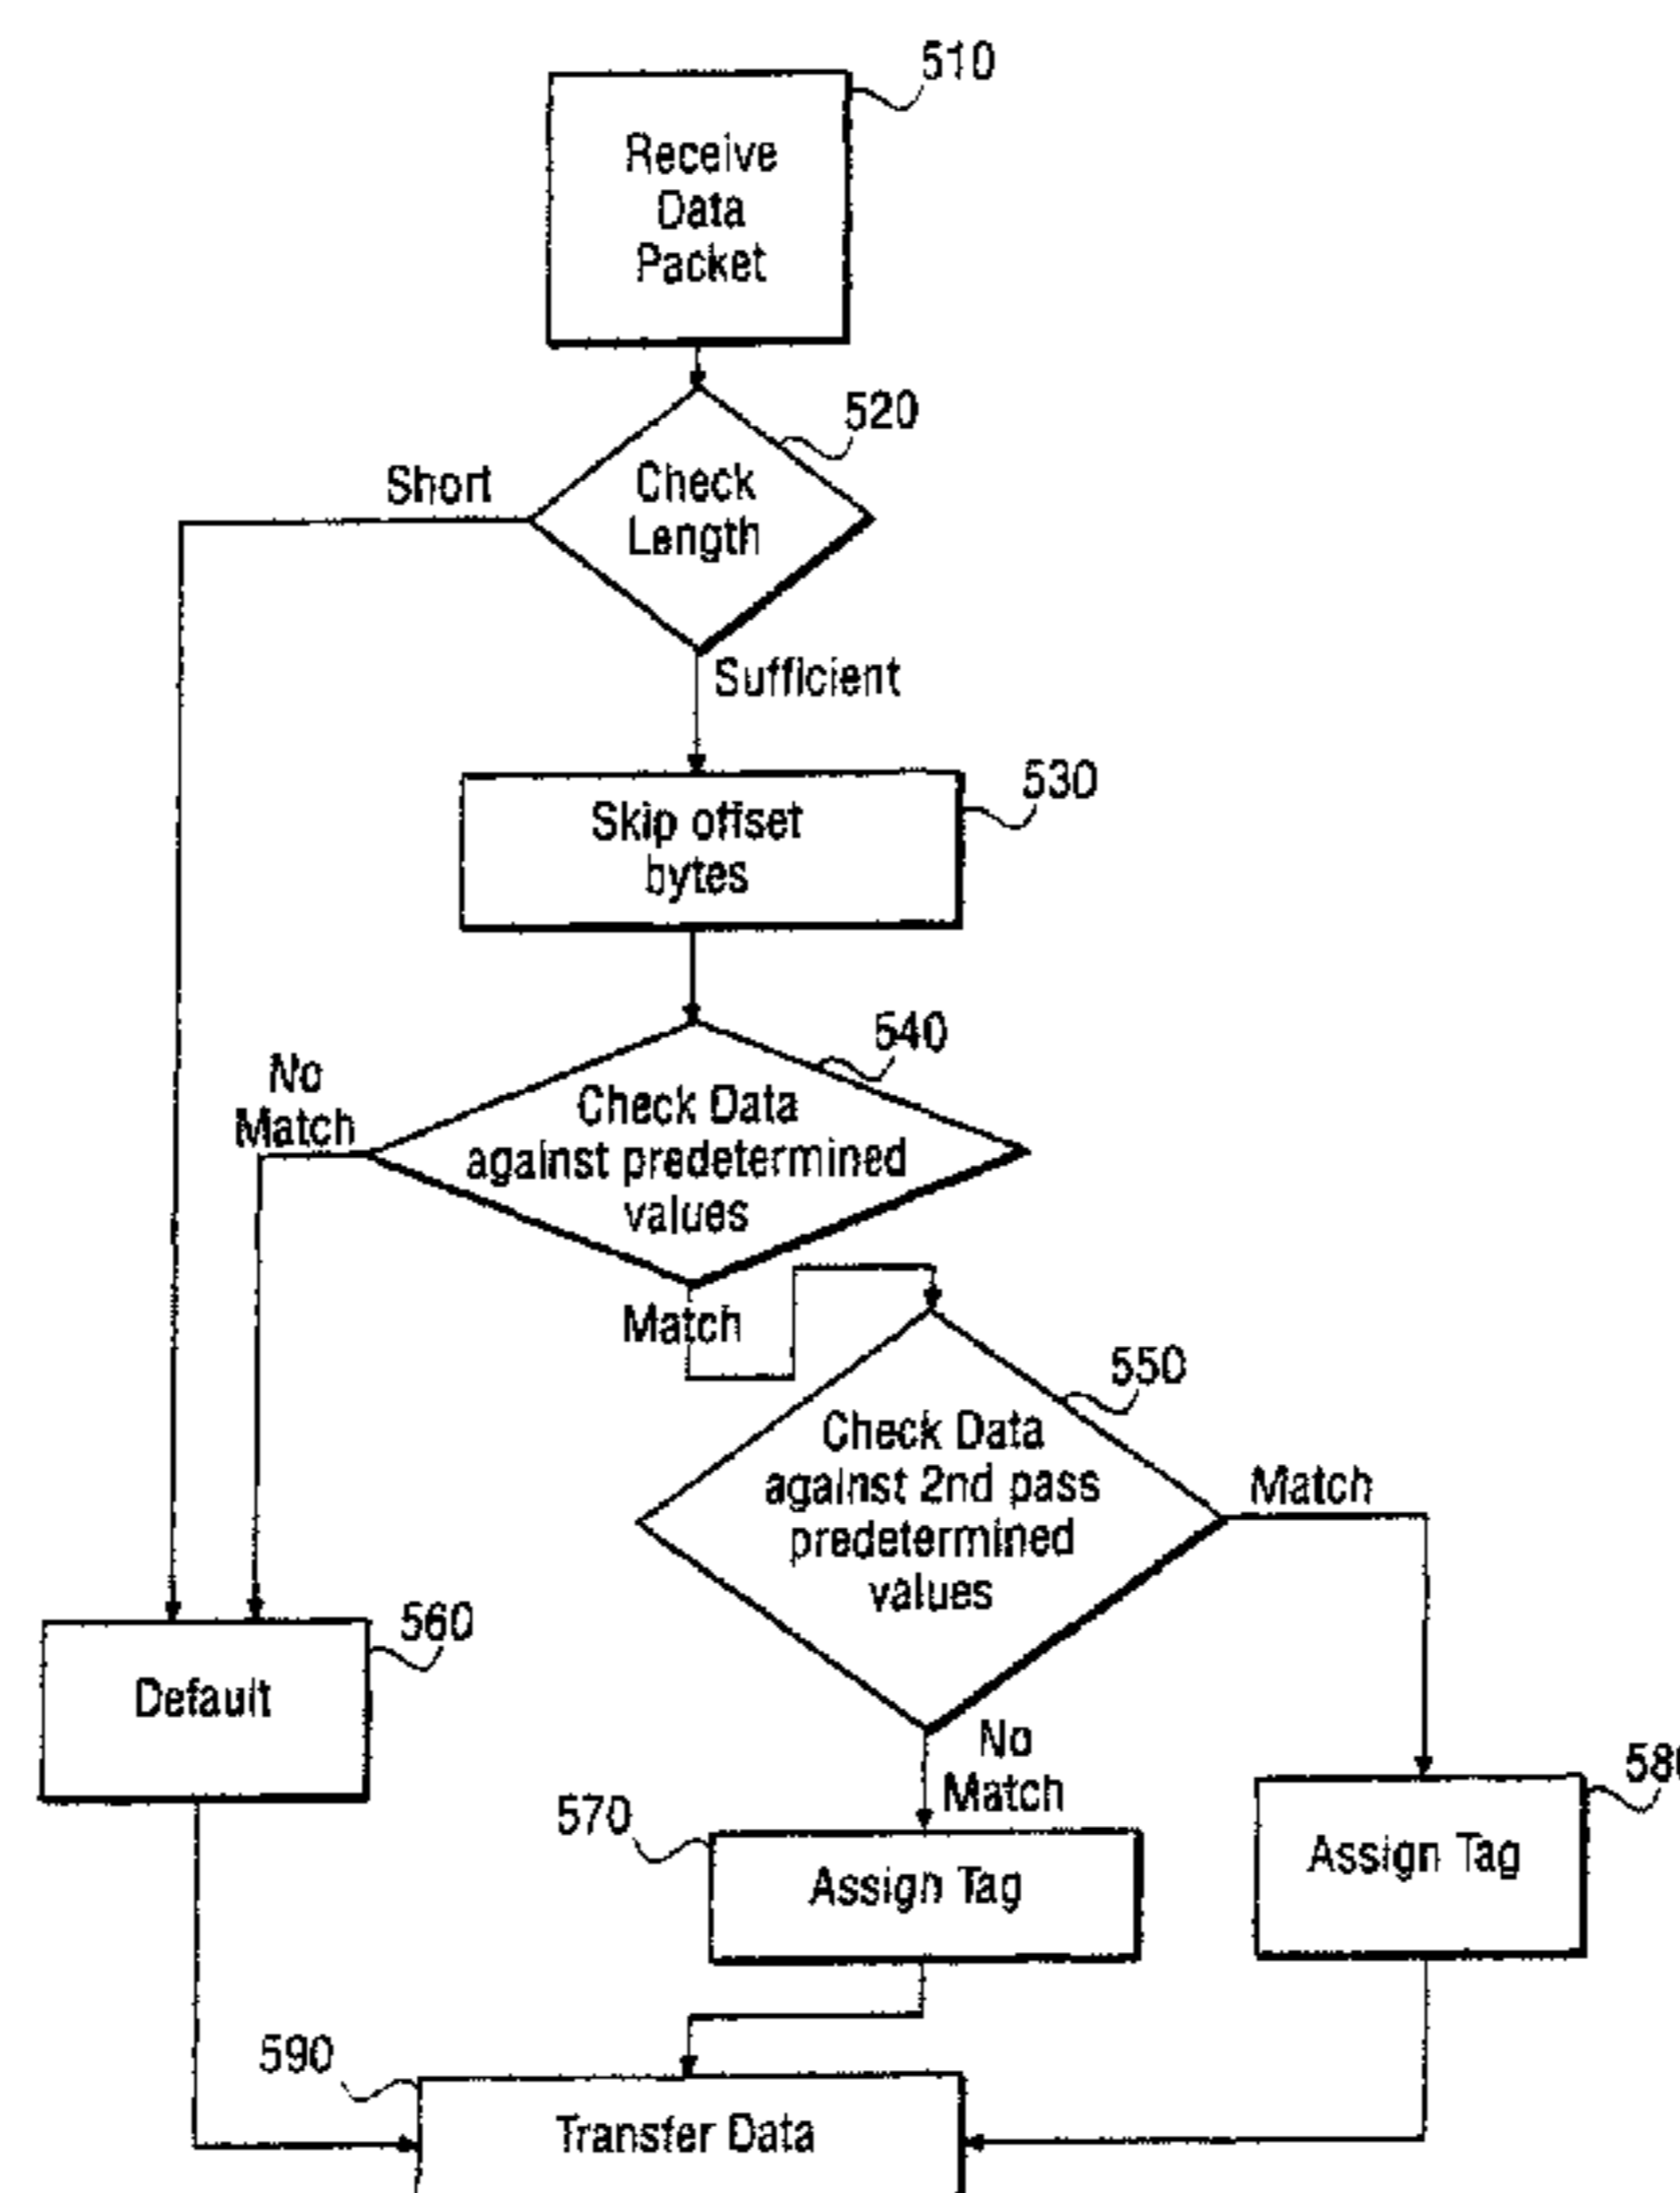 510
Receive
Data
Packet
520
Short
Check
Length
Sufficient
530
Skip offset
bytes
540
No
Match
Check Data
against predetermined
values
Match
550
Check Data
against 2nd pass
predetermined
values
Match
560
Default
No
Match
570
Assign Tag
Assign Tag
590
Transfer Data